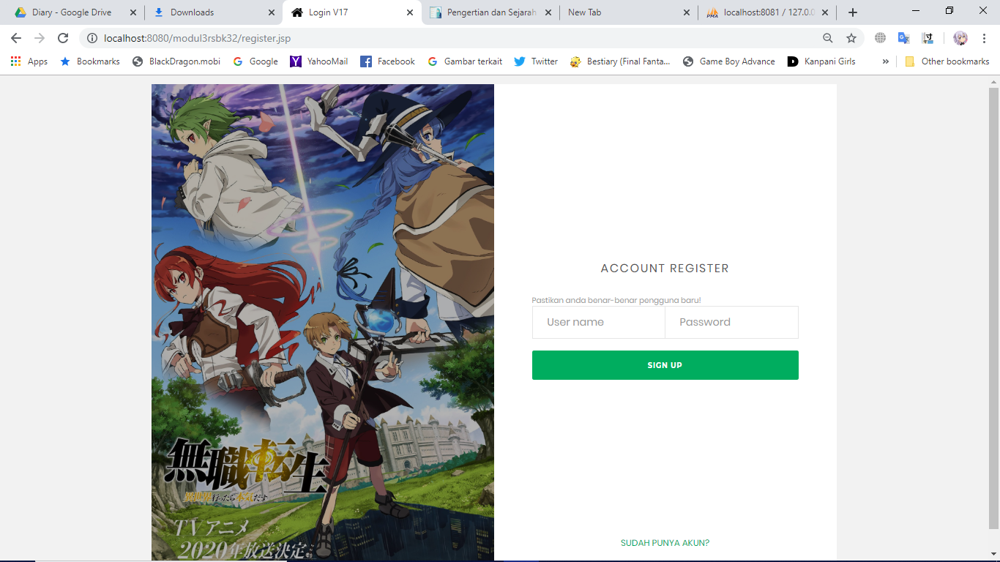 Diary - Google Drive
Downloads
Login V17
Pengertian dan Sejarah
New Tab
localhost:8081 / 127.0.0
localhost:8080/modul3rsbk32/register.jsp
Apps
Bookmarks
BlackDragon.mobi
Google
YahooMail
Facebook
Gambar terkait
Twitter
Bestiary (Final Fanta...
Game Boy Advance
Kanpani Girls
»
Other bookmarks
無職転生
異世界行ったら本気だす
TVアニメ
2020年放送決定
ACCOUNT REGISTER
Pastikan anda benar-benar pengguna baru!
User name
Password
SIGN UP
SUDAH PUNYA AKUN?